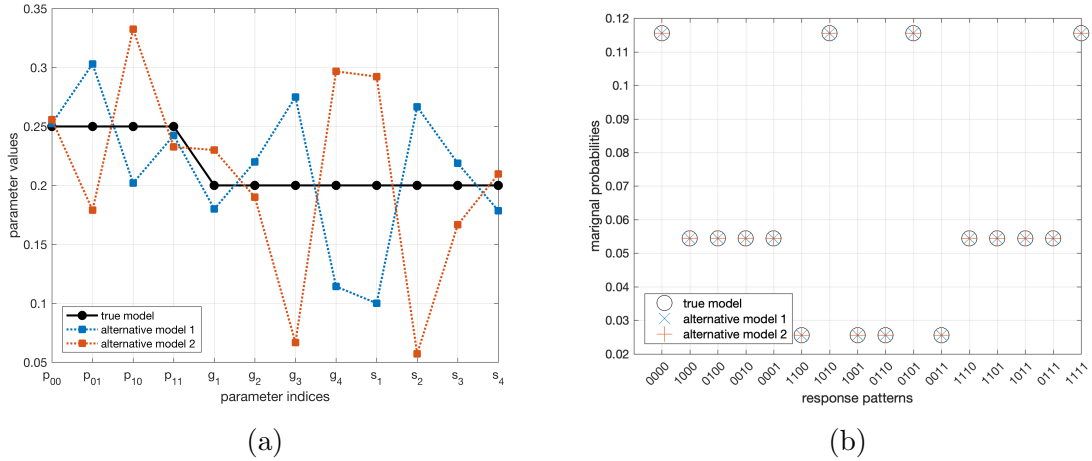 0.35
0.3
0.25
0.2
0.15
0.1
0.05
parameter values
true model
alternative model 1
alternative model 2
p00 p01 p10 p11 g1 g2 g3 g4 s1 s2 s3 s4
parameter indices
(a)
0.12
0.11
0.1
0.09
0.08
0.07
0.06
0.05
0.04
0.03
0.02
marignal probabilities
true model
alternative model 1
alternative model 2
0000 1000 0100 0010 0001 1100 1010 1001 0110 0101 0011 1110 1101 1011 0111 1111
response patterns
(b)